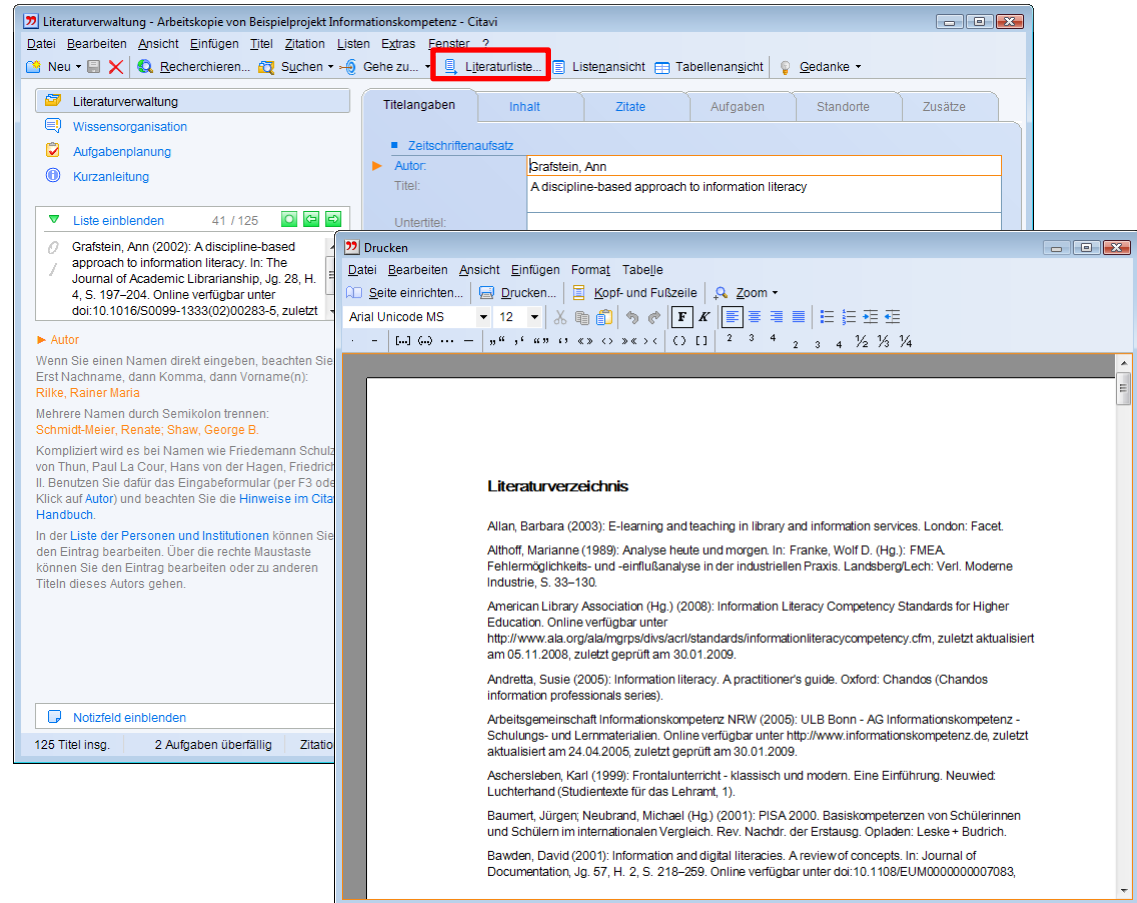 Literaturverwaltung - Arbeitskopie von Beispielprojekt Informationskompetenz - Citavi
Datei Bearbeiten Ansicht Einfügen Titel Zitation Listen Extras Fenster ?
Neu Recherchieren... Suchen Gehe zu... Literaturliste... Listenansicht Tabellenansicht Gedanke
Literaturverwaltung
Wissensorganisation
Aufgabenplanung
Kurzanleitung
Liste einblenden 41 / 125
Grafstein, Ann (2002): A discipline-based
approach to information literacy. In: The
Journal of Academic Librarianship, Jg. 28, H.
4, S. 197–204. Online verfügbar unter
doi:10.1016/S0099-1333(02)00283-5, zuletzt
Autor
Wenn Sie einen Namen direkt eingeben, beachten Sie
Erst Nachname, dann Komma, dann Vorname(n):
Rilke, Rainer Maria
Mehrere Namen durch Semikolon trennen:
Schmidt-Meier, Renate; Shaw, George B.
Kompliziert wird es bei Namen wie Friedemann Schulz
von Thun, Paul La Cour, Hans von der Hagen, Friedrich
II. Benutzen Sie dafür das Eingabeformular (per F3 ode
Klick auf Autor) und beachten Sie die Hinweise im Cita
Handbuch.
In der Liste der Personen und Institutionen können Sie
den Eintrag bearbeiten. Über die rechte Maustaste
können Sie den Eintrag bearbeiten oder zu anderen
Titeln dieses Autors gehen.
Notizfeld einblenden
125 Titel insg. 2 Aufgaben überfällig Zitatio
Titelangaben Inhalt Zitate Aufgaben Standorte Zusätze
Zeitschriftenaufsatz
Autor: Grafstein, Ann
Titel: A discipline-based approach to information literacy
Untertitel:
Drucken
Datei Bearbeiten Ansicht Einfügen Format Tabelle
Seite einrichten... Drucken... Kopf- und Fußzeile Zoom
Arial Unicode MS 12 F K
· - [...] (...) ... — „“ ‚‘ “” ‘’ «» ‹› »« ›‹ () [] 2 3 4 2 3 4 ½ ⅓ ¼
Literaturverzeichnis
Allan, Barbara (2003): E-learning and teaching in library and information services. London: Facet.
Althoff, Marianne (1989): Analyse heute und morgen. In: Franke, Wolf D. (Hg.): FMEA.
Fehlermöglichkeits- und -einflußanalyse in der industriellen Praxis. Landsberg/Lech: Verl. Moderne
Industrie, S. 33–130.
American Library Association (Hg.) (2008): Information Literacy Competency Standards for Higher
Education. Online verfügbar unter
http://www.ala.org/ala/mgrps/divs/acrl/standards/informationliteracycompetency.cfm, zuletzt aktualisiert
am 05.11.2008, zuletzt geprüft am 30.01.2009.
Andretta, Susie (2005): Information literacy. A practitioner's guide. Oxford: Chandos (Chandos
information professionals series).
Arbeitsgemeinschaft Informationskompetenz NRW (2005): ULB Bonn - AG Informationskompetenz -
Schulungs- und Lernmaterialien. Online verfügbar unter http://www.informationskompetenz.de, zuletzt
aktualisiert am 24.04.2005, zuletzt geprüft am 30.01.2009.
Aschersleben, Karl (1999): Frontalunterricht - klassisch und modern. Eine Einführung. Neuwied:
Luchterhand (Studientexte für das Lehramt, 1).
Baumert, Jürgen; Neubrand, Michael (Hg.) (2001): PISA 2000. Basiskompetenzen von Schülerinnen
und Schülern im internationalen Vergleich. Rev. Nachdr. der Erstausg. Opladen: Leske + Budrich.
Bawden, David (2001): Information and digital literacies. A review of concepts. In: Journal of
Documentation, Jg. 57, H. 2, S. 218–259. Online verfügbar unter doi:10.1108/EUM0000000007083,